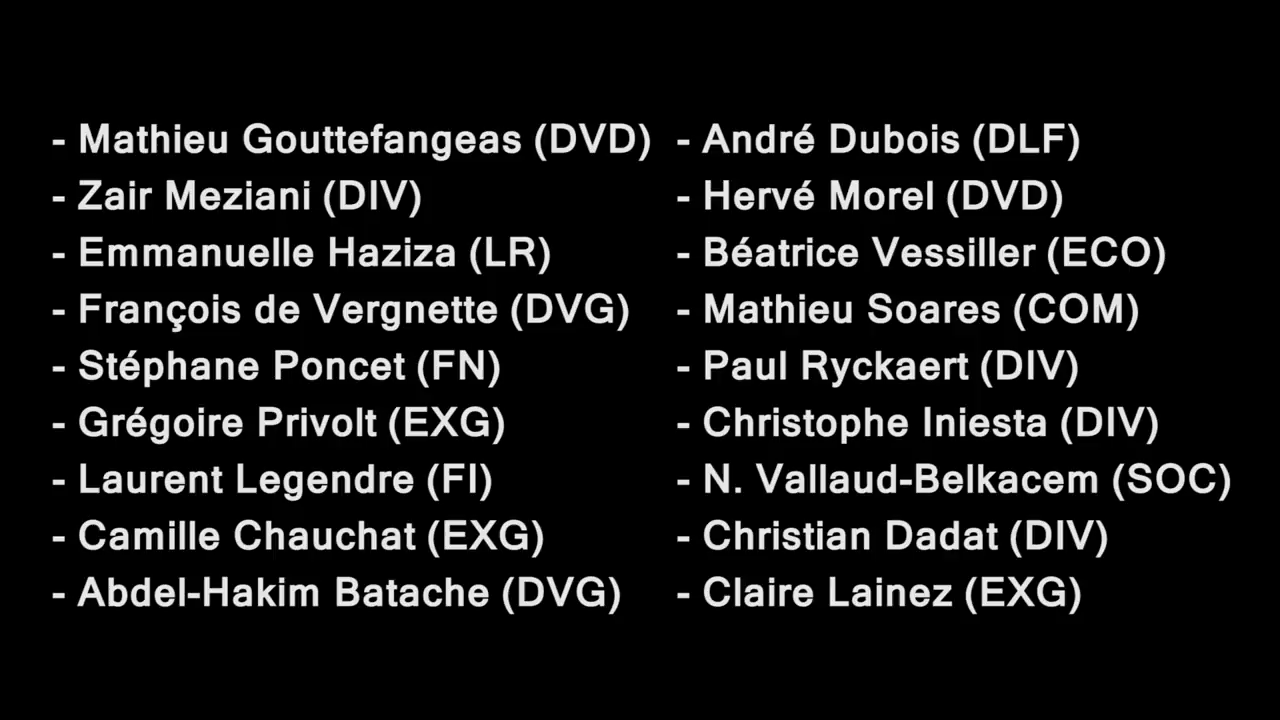 - Mathieu Gouttefangeas (DVD)
- Zair Meziani (DIV)
- Emmanuelle Haziza (LR)
- François de Vergnette (DVG)
- Stéphane Poncet (FN)
- Grégoire Privolt (EXG)
- Laurent Legendre (FI)
- Camille Chauchat (EXG)
- Abdel-Hakim Batache (DVG)
- André Dubois (DLF)
- Hervé Morel (DVD)
- Béatrice Vessiller (ECO)
- Mathieu Soares (COM)
- Paul Ryckaert (DIV)
- Christophe Iniesta (DIV)
- N. Vallaud-Belkacem (SOC)
- Christian Dadat (DIV)
- Claire Lainez (EXG)